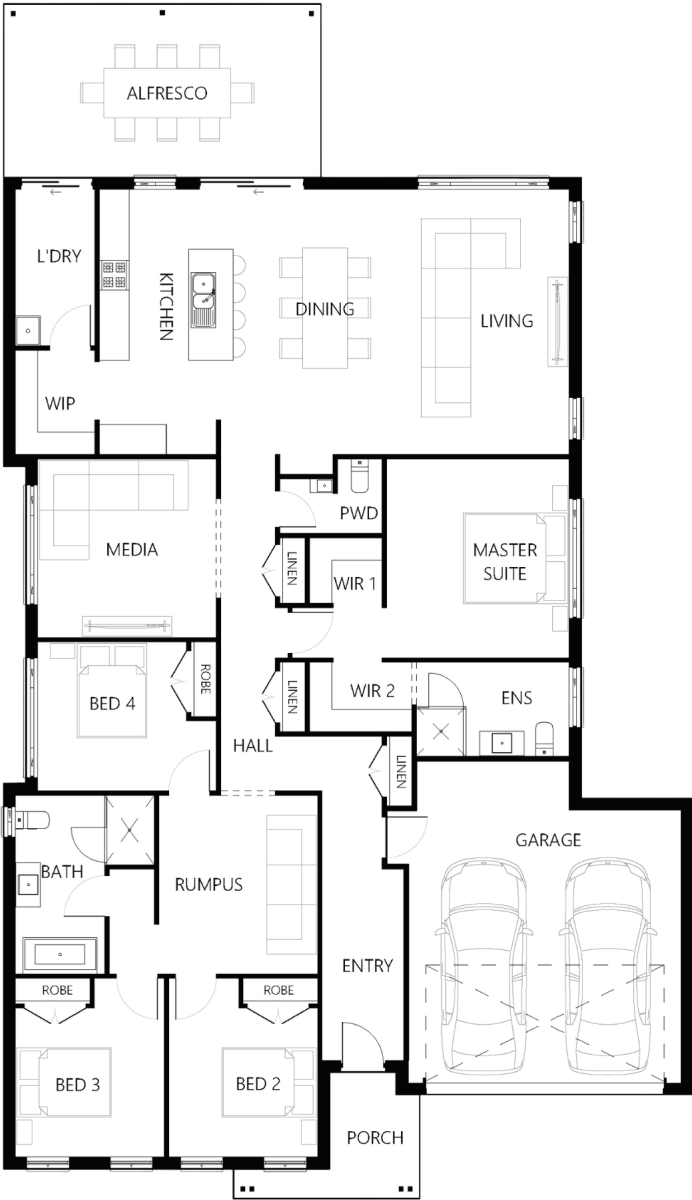 ALFRESCO
L'DRY
KITCHEN
DINING
LIVING
WIP
PWD
MEDIA
LINEN
WIR 1
MASTER
SUITE
BED 4
ROBE
LINEN
WIR 2
ENS
HALL
LINEN
GARAGE
BATH
RUMPUS
ENTRY
ROBE
ROBE
BED 3
BED 2
PORCH